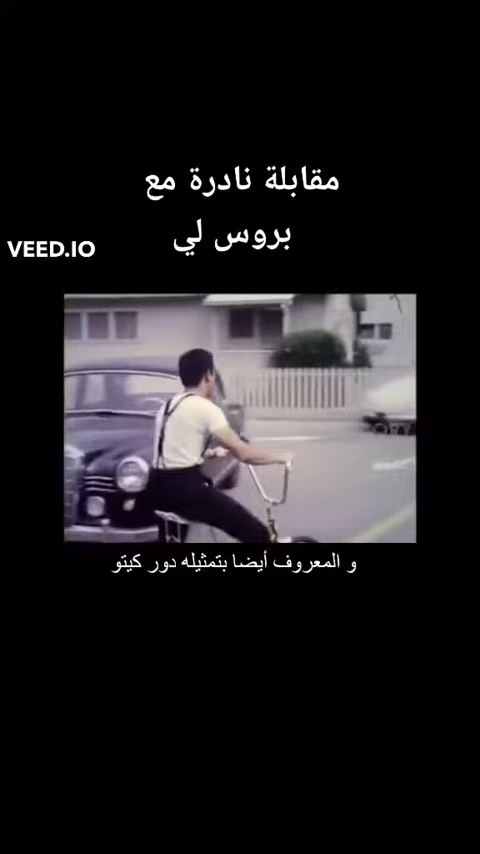 مقابلة نادرة مع
بروس لي
VEED.IO
و المعروف أيضا بتمثيله دور كيتو